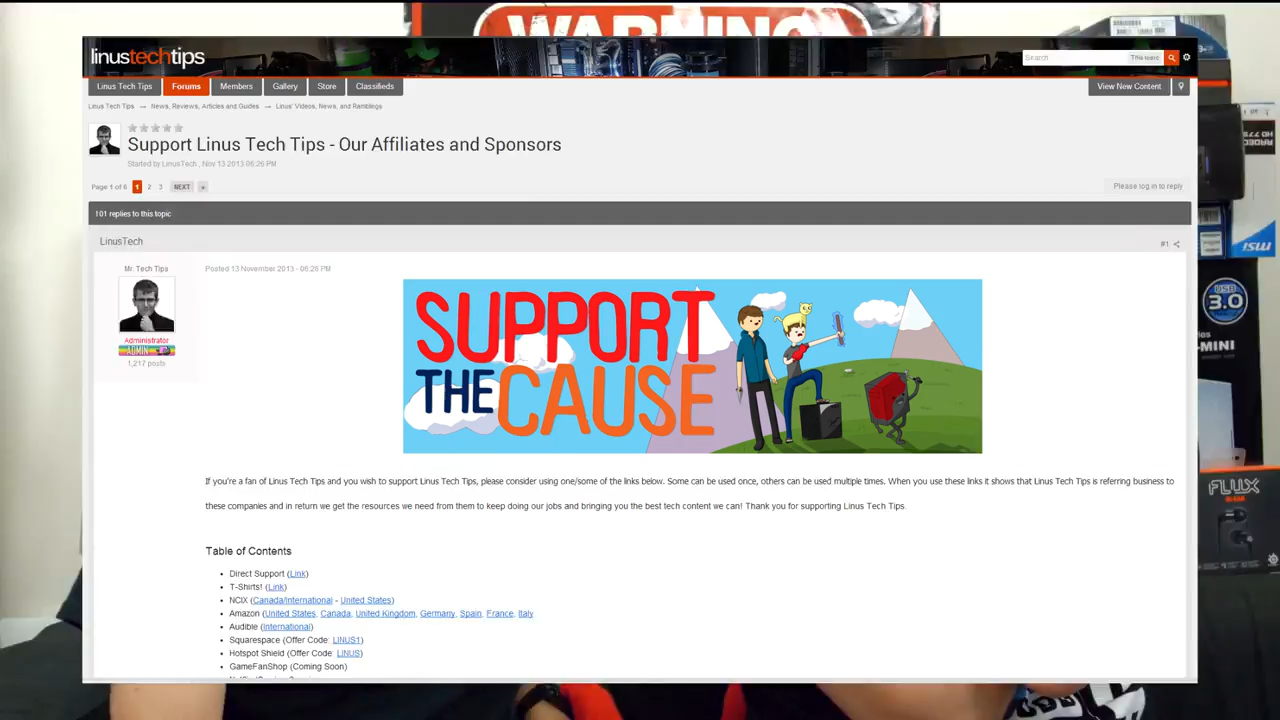 WARNING
linustechtips
Search
This topic
Linus Tech Tips
Forums
Members
Gallery
Store
Classifieds
View New Content
Linus Tech Tips → News, Reviews, Articles and Guides → Linus' Videos, News, and Ramblings
Support Linus Tech Tips - Our Affiliates and Sponsors
Started by LinusTech , Nov 13 2013 06:26 PM
Page 1 of 6 1 2 3 NEXT »
Please log in to reply
101 replies to this topic
LinusTech
#1
Mr. Tech Tips
Administrator
ADMIN
1,217 posts
Posted 13 November 2013 - 06:26 PM
SUPPORT
THE CAUSE
If you're a fan of Linus Tech Tips and you wish to support Linus Tech Tips, please consider using one/some of the links below. Some can be used once, others can be used multiple times. When you use these links it shows that Linus Tech Tips is referring business to
these companies and in return we get the resources we need from them to keep doing our jobs and bringing you the best tech content we can! Thank you for supporting Linus Tech Tips.
Table of Contents
• Direct Support (Link)
• T-Shirts! (Link)
• NCIX (Canada/International - United States)
• Amazon (United States, Canada, United Kingdom, Germany, Spain, France, Italy
• Audible (International)
• Squarespace (Offer Code: LINUS1)
• Hotspot Shield (Offer Code: LINUS)
• GameFanShop (Coming Soon)
RADEON
HD 777
msi
USB
3.0
-MINI
FLUX